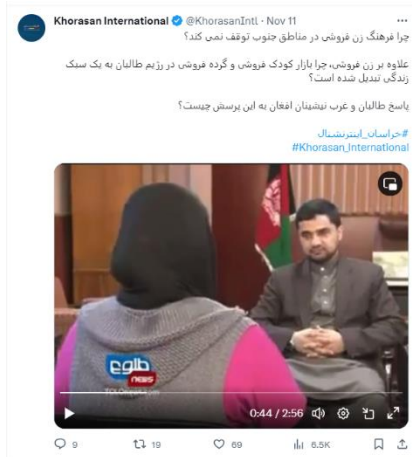 Khorasan International @KhorasanIntl · Nov 11
چرا فرهنگ زن فروشی در مناطق جنوب توقف نمی کند؟
علاوه بر زن فروشی، چرا بازار کودک فروشی و گرده فروشی در رژیم طالبان به یک سبک
زندگی تبدیل شده است؟
پاسخ طالبان و غرب نیشینان افغان به این پرسش چیست؟
#خراسان_اینترنشنال
#Khorasan_International
طلوع
news
0:44 / 2:56
9 19 69 6.5K